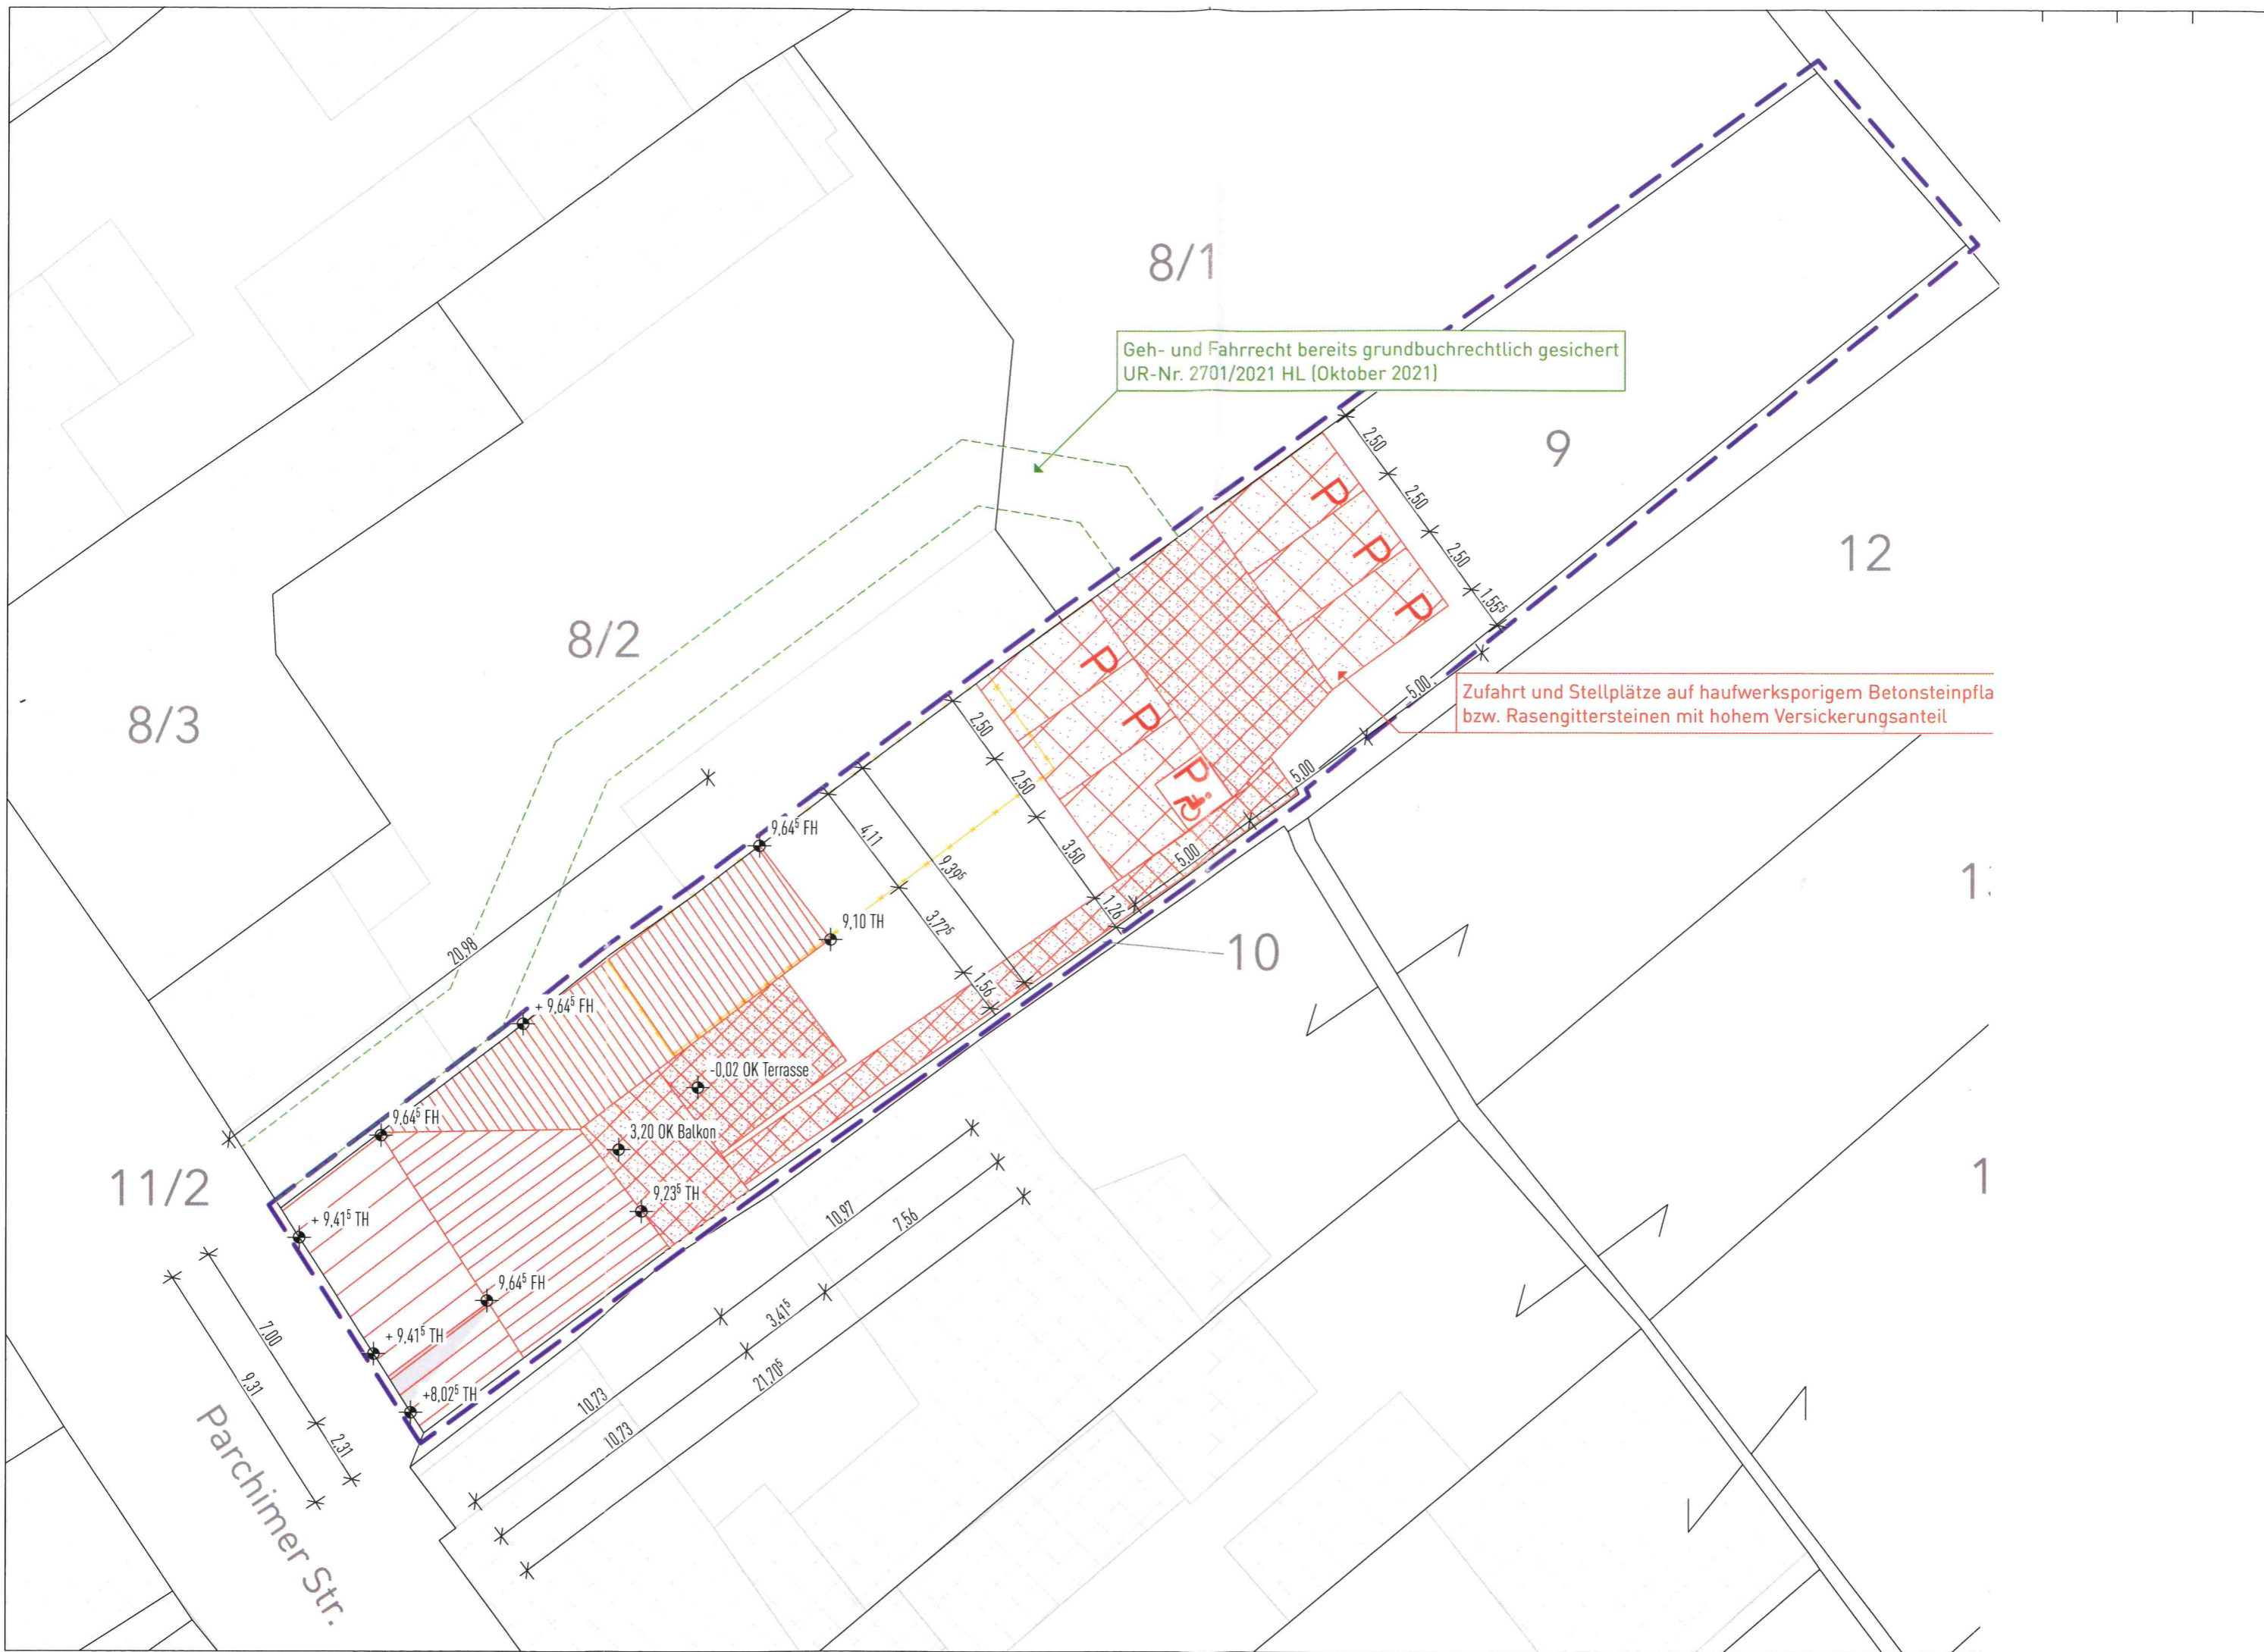 8/1
Geh- und Fahrrecht bereits grundbuchrechtlich gesichert
UR-Nr. 2701/2021 HL (Oktober 2021)
9
12
8/2
8/3
2,50
2,50
2,50
1,55⁵
P
P
P
P
P
P
5,00
5,00
5,00
Zufahrt und Stellplätze auf haufwerksporigem Betonsteinpfla
bzw. Rasengittersteinen mit hohem Versickerungsanteil
2,50
2,50
3,50
1,26
4,11
9,39⁵
3,72⁵
1,56
9,64⁵ FH
9,10 TH
10
20,98
+ 9,64⁵ FH
-0,02 OK Terrasse
9,64⁵ FH
3,20 OK Balkon
9,23⁵ TH
11/2
+ 9,41⁵ TH
9,64⁵ FH
+ 9,41⁵ TH
+8,02⁵ TH
7,00
9,31
2,31
10,97
7,56
3,41⁵
21,70⁵
10,73
10,73
Parchimer Str.
1